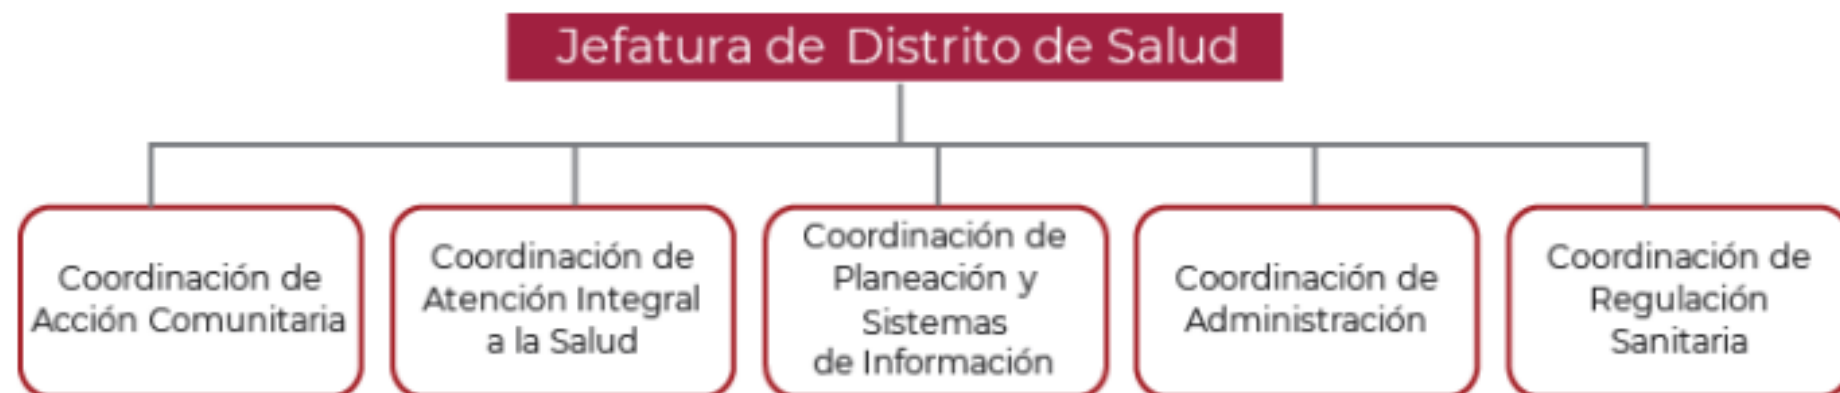 Jefatura de Distrito de Salud
Coordinación de
Acción Comunitaria
Coordinación de
Atención Integral
a la Salud
Coordinación de
Planeación y
Sistemas
de Información
Coordinación de
Administración
Coordinación de
Regulación
Sanitaria